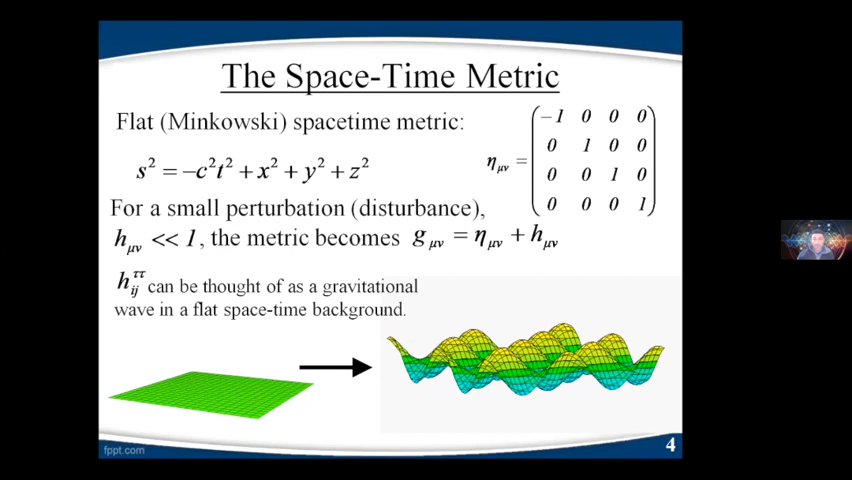 The Space-Time Metric
Flat (Minkowski) spacetime metric:
s² = −c²t² + x² + y² + z²
η_μν = ( −1 0 0 0
0 1 0 0
0 0 1 0
0 0 0 1 )
For a small perturbation (disturbance),
h_μν << 1, the metric becomes g_μν = η_μν + h_μν
h_ij^ττ can be thought of as a gravitational
wave in a flat space-time background.
fppt.com
4